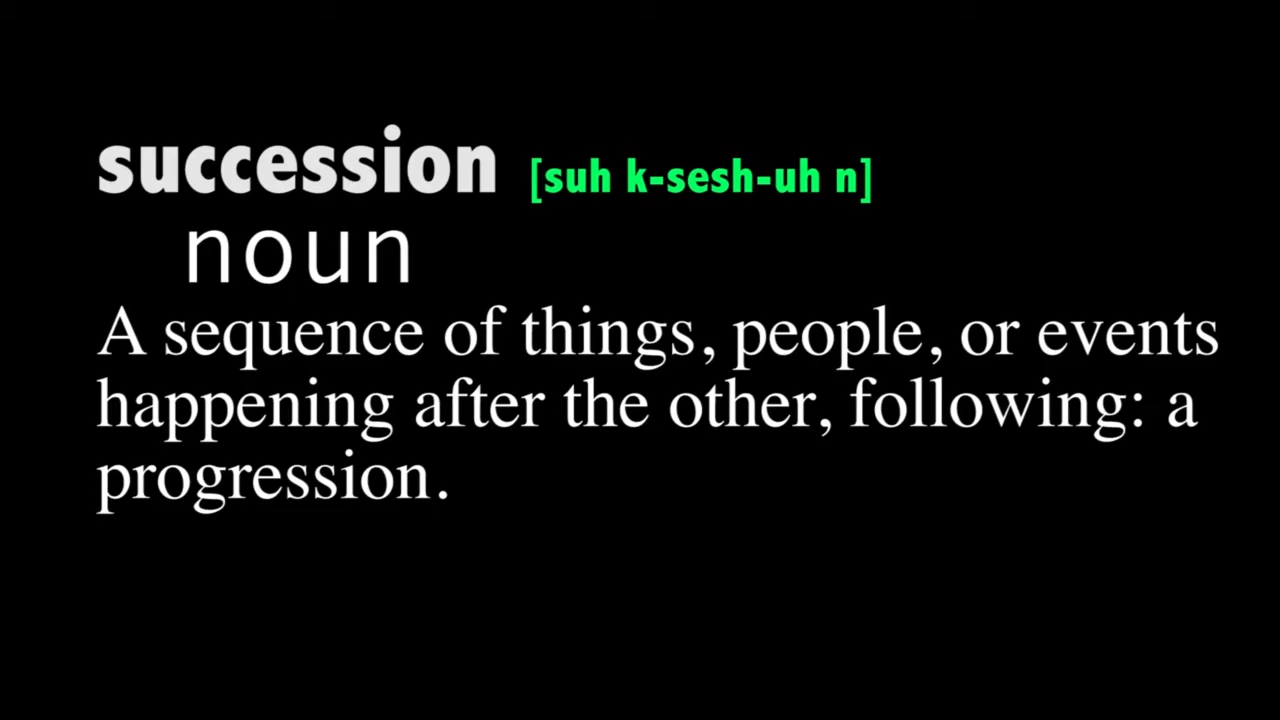 succession [suh k-sesh-uh n]
noun
A sequence of things, people, or events
happening after the other, following: a
progression.